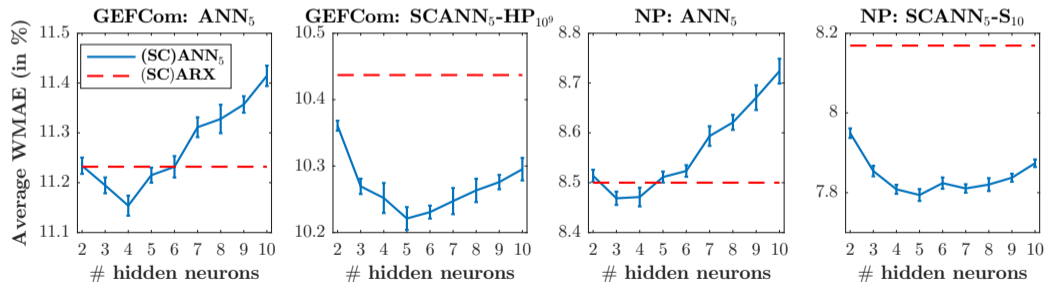 GEFCom: ANN₅
GEFCom: SCANN₅-HP₁₀⁹
NP: ANN₅
NP: SCANN₅-S₁₀
Average WMAE (in %)
11.5
11.4
11.3
11.2
11.1
(SC)ANN₅
(SC)ARX
2 3 4 5 6 7 8 9 10
# hidden neurons
10.5
10.4
10.3
10.2
2 3 4 5 6 7 8 9 10
# hidden neurons
8.8
8.7
8.6
8.5
8.4
2 3 4 5 6 7 8 9 10
# hidden neurons
8.2
8
7.8
2 3 4 5 6 7 8 9 10
# hidden neurons